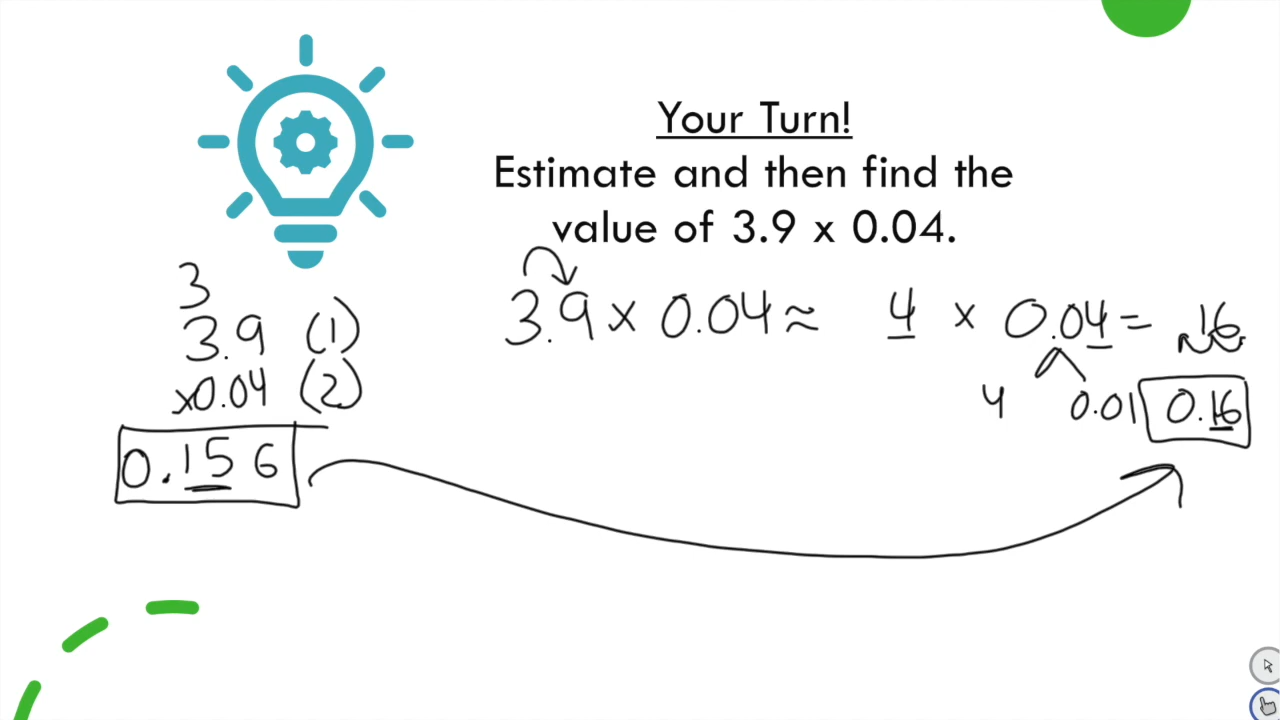 Your Turn!
Estimate and then find the
value of 3.9 x 0.04.
3.9 x 0.04 ≈ 4 x 0.04 = .16
4 0.01 0.16
3
3.9 (1)
x0.04 (2)
0.156